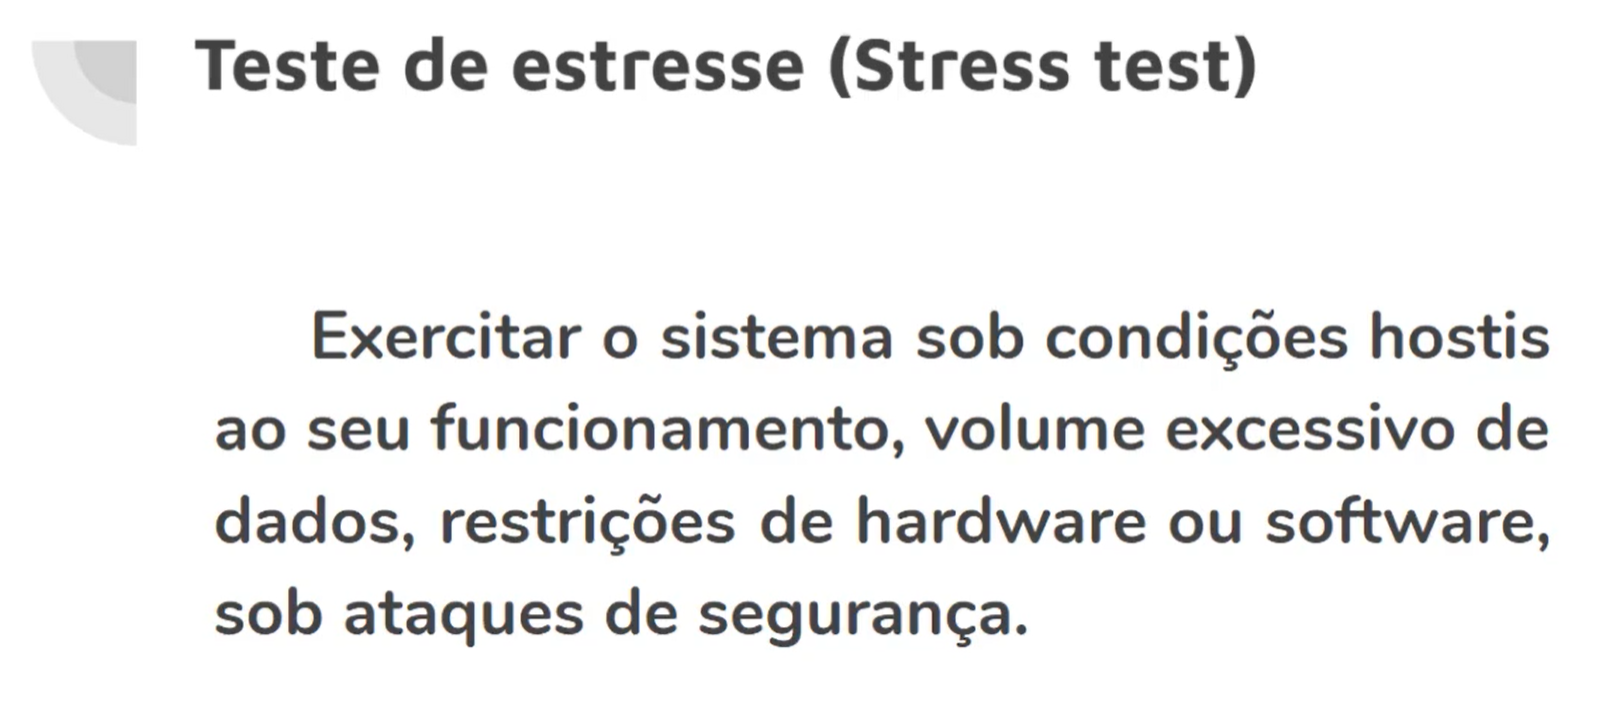 Teste de estresse (Stress test)
Exercitar o sistema sob condições hostis
ao seu funcionamento, volume excessivo de
dados, restrições de hardware ou software,
sob ataques de segurança.